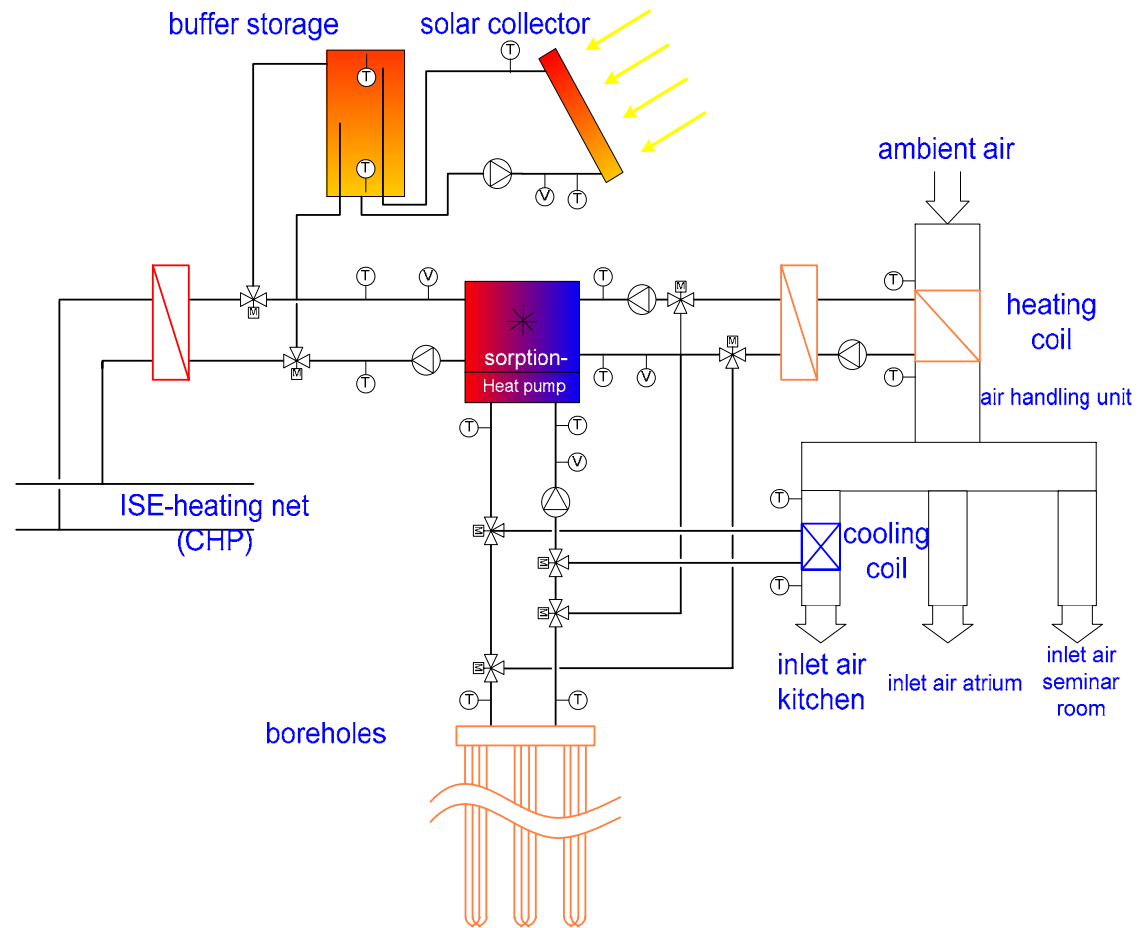 buffer storage
solar collector
T
T
T
T
V
T
ambient air
T
V
T
M
T
M
heating
coil
sorption-
Heat pump
M
M
T
T
V
T
air handling unit
T
T
V
ISE-heating net
(CHP)
T
M
cooling
coil
M
T
M
M
inlet air
kitchen
inlet air atrium
inlet air
seminar
room
T
T
boreholes